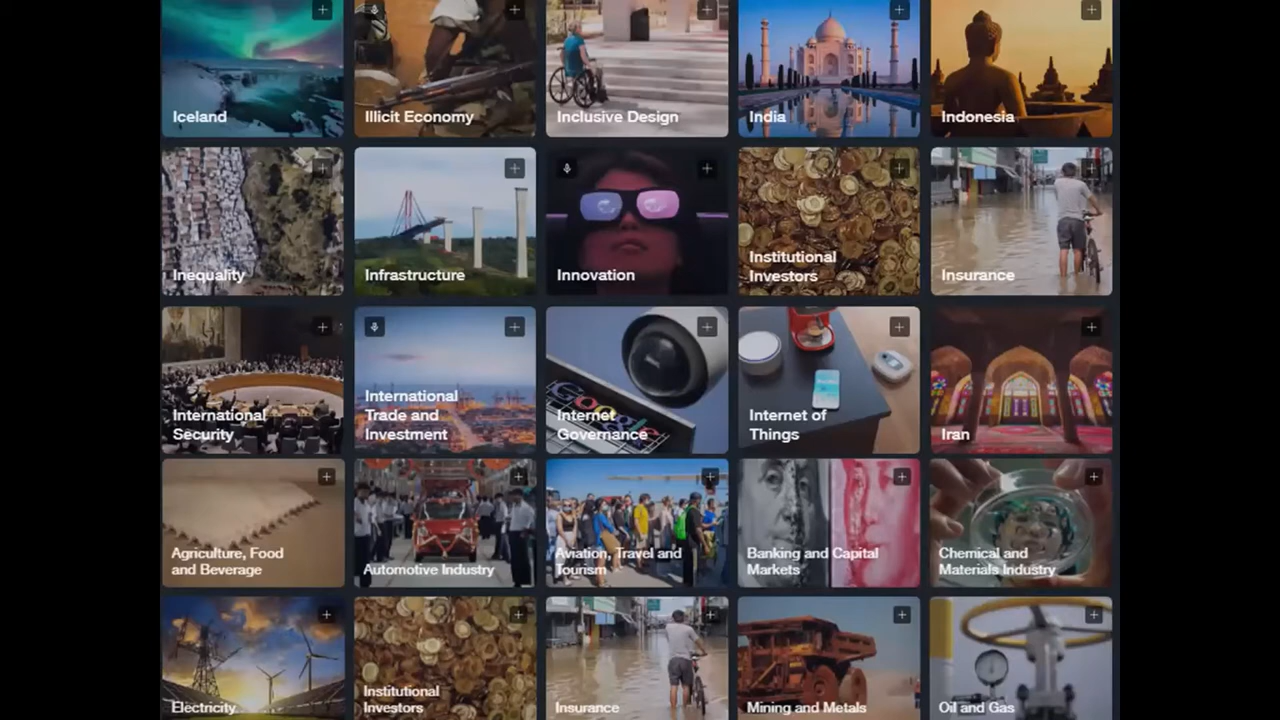 Iceland
Illicit Economy
Inclusive Design
India
Indonesia
Inequality
Infrastructure
Innovation
Institutional
Investors
Insurance
International
Security
International
Trade and
Investment
Google
Internet
Governance
Internet of
Things
Iran
Agriculture, Food
and Beverage
Automotive Industry
Aviation, Travel and
Tourism
Banking and Capital
Markets
Chemical and
Materials Industry
Electricity
Institutional
Investors
Insurance
Mining and Metals
Oil and Gas